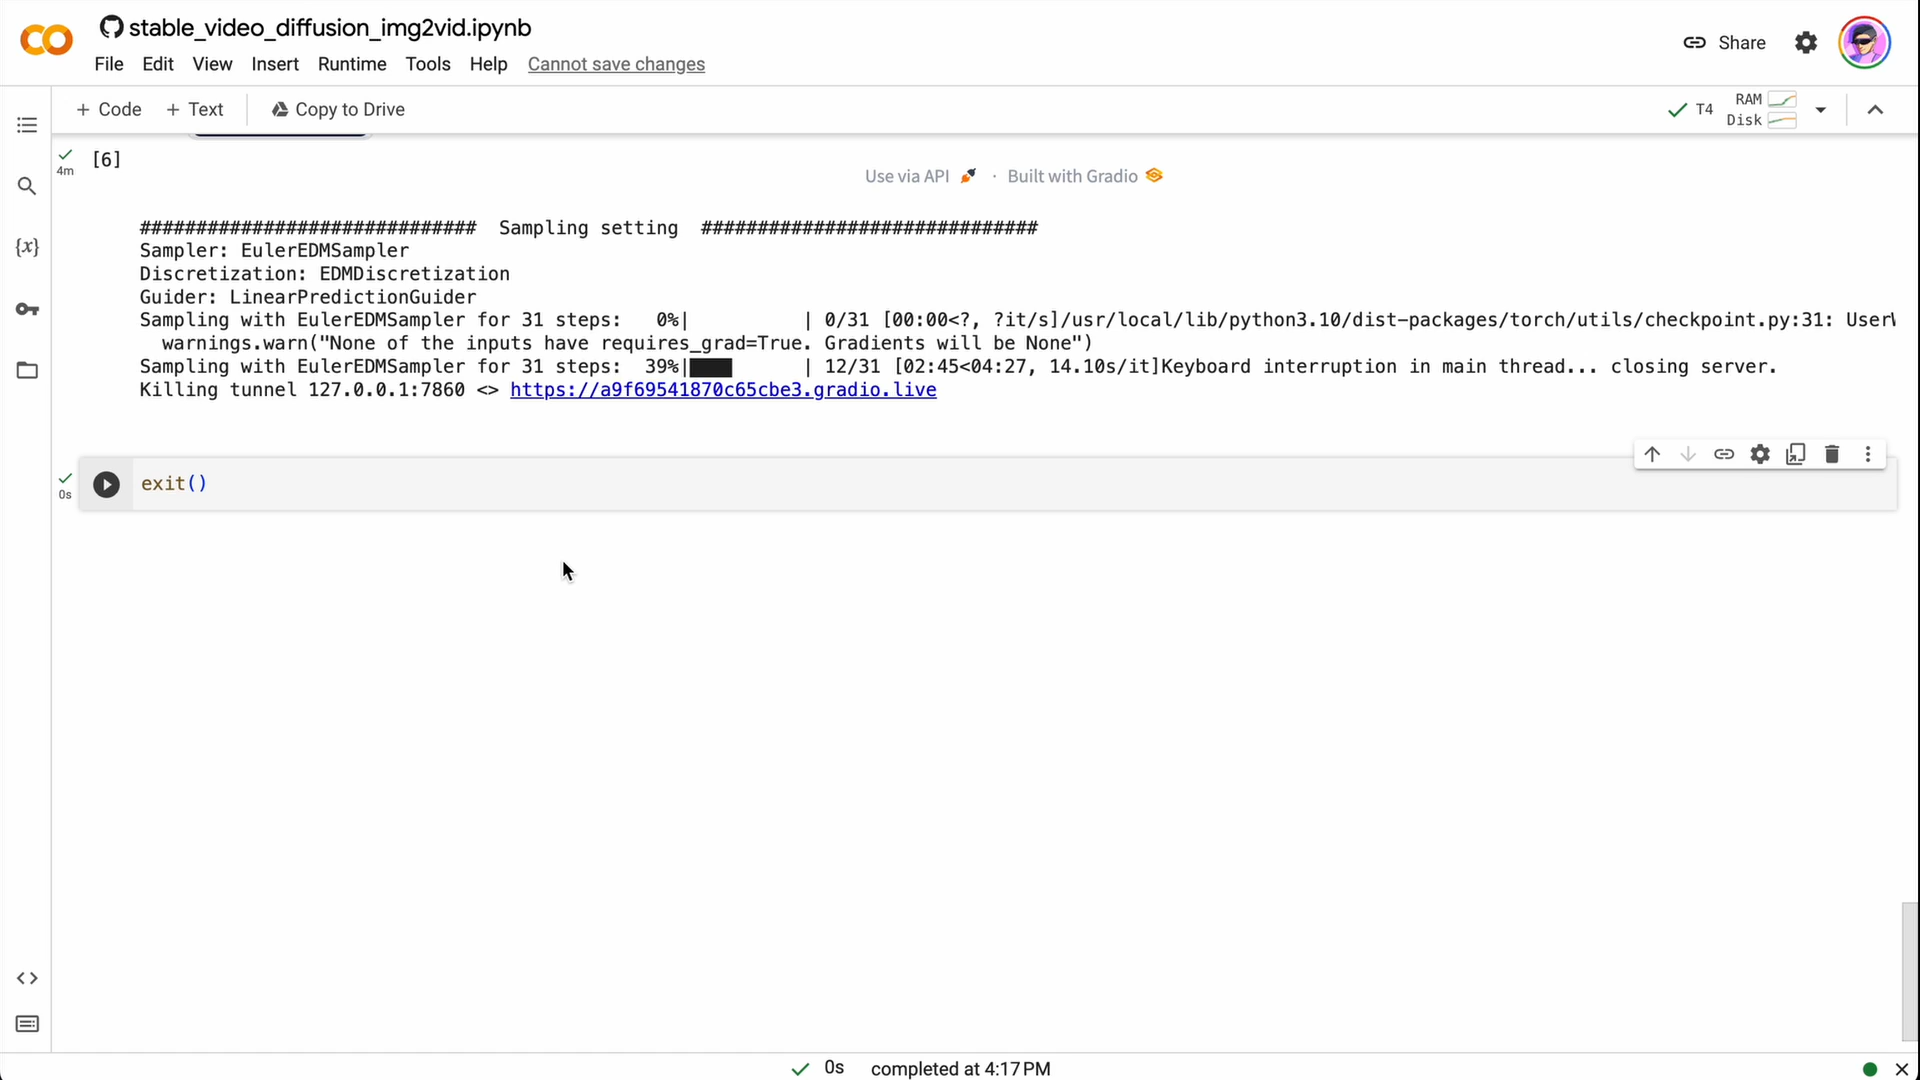 stable_video_diffusion_img2vid.ipynb
File Edit View Insert Runtime Tools Help Cannot save changes
Share
+ Code + Text Copy to Drive
T4 RAM Disk
4m [6]
Use via API · Built with Gradio
############################## Sampling setting ##############################
Sampler: EulerEDMSampler
Discretization: EDMDiscretization
Guider: LinearPredictionGuider
Sampling with EulerEDMSampler for 31 steps: 0%| | 0/31 [00:00<?, ?it/s]/usr/local/lib/python3.10/dist-packages/torch/utils/checkpoint.py:31: User
warnings.warn("None of the inputs have requires_grad=True. Gradients will be None")
Sampling with EulerEDMSampler for 31 steps: 39%| | 12/31 [02:45<04:27, 14.10s/it]Keyboard interruption in main thread... closing server.
Killing tunnel 127.0.0.1:7860 <> https://a9f69541870c65cbe3.gradio.live
0s exit()
0s completed at 4:17 PM